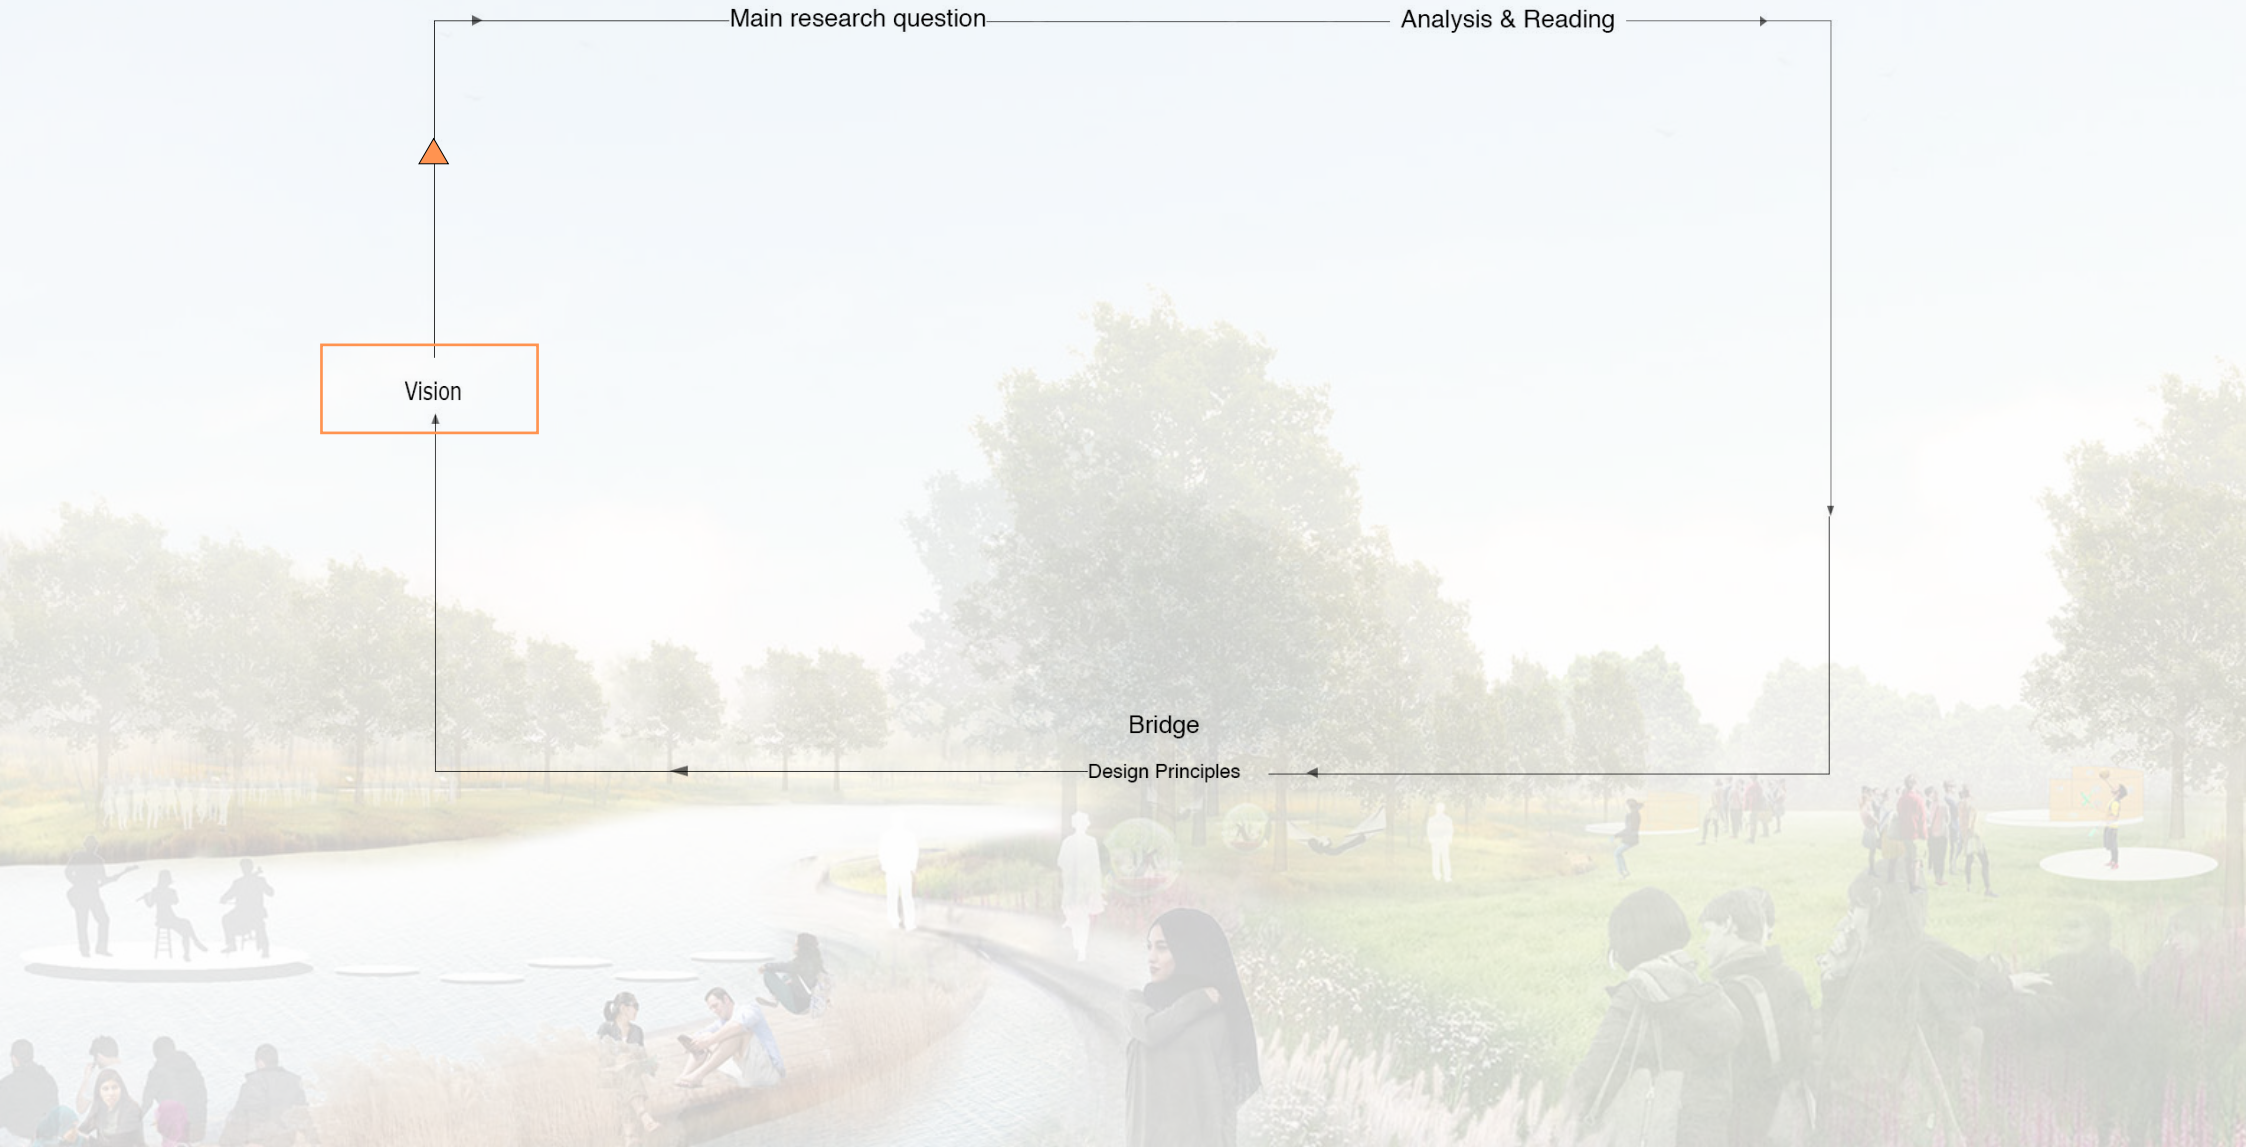 Main research question
Analysis & Reading
Vision
Bridge
Design Principles